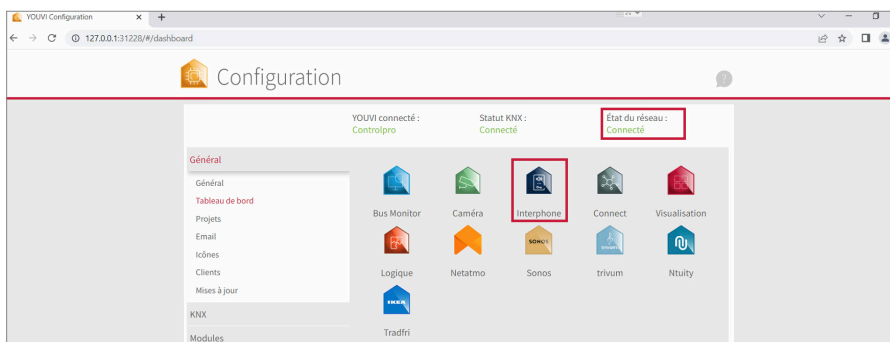 YOUVI Configuration
127.0.0.1:31228/#/dashboard
Configuration
?
YOUVI connecté :
Controlpro
Statut KNX :
Connecté
État du réseau :
Connecté
Général
Général
Tableau de bord
Projets
Email
Icônes
Clients
Mises à jour
KNX
Modules
Bus Monitor
Caméra
Interphone
Connect
Visualisation
SONOS
Logique
Netatmo
Sonos
trivum
Ntuity
IKEA
Tradfri